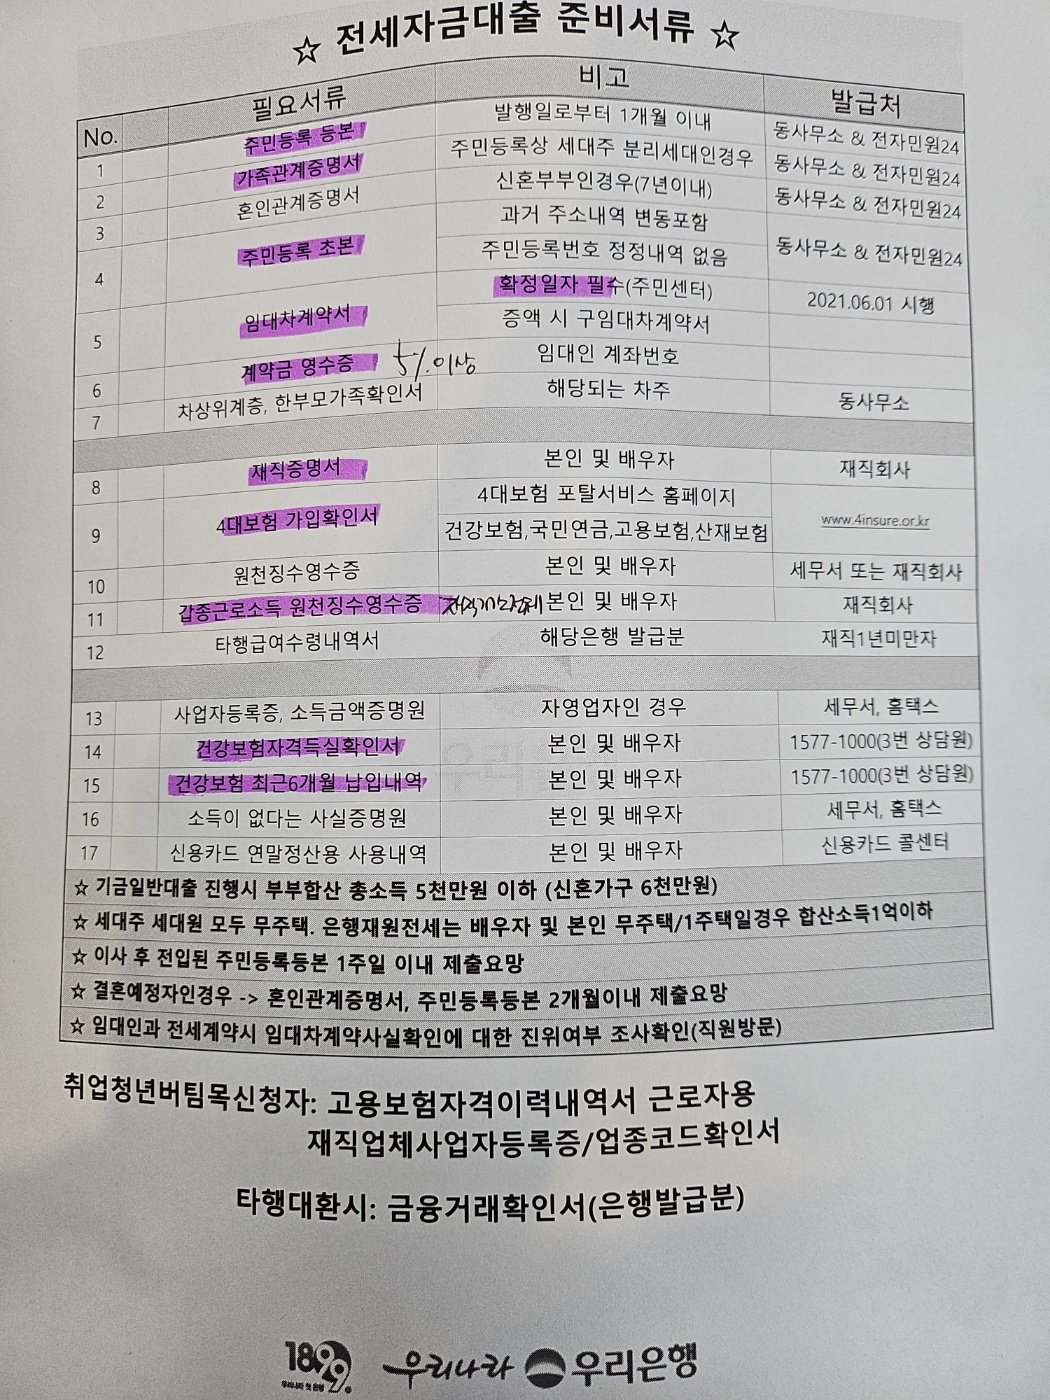 ☆ 전세자금대출 준비서류 ☆
No. 필요서류 비고 발급처
1 주민등록 등본 발행일로부터 1개월 이내 동사무소 & 전자민원24
2 가족관계증명서 주민등록상 세대주 분리세대인경우 동사무소 & 전자민원24
3 혼인관계증명서 신혼부부인경우(7년이내) 동사무소 & 전자민원24
4 주민등록 초본 과거 주소내역 변동포함 동사무소 & 전자민원24
주민등록번호 정정내역 없음
5 임대차계약서 확정일자 필수(주민센터) 2021.06.01 시행
증액 시 구임대차계약서
6 계약금 영수증 5%이상 임대인 계좌번호
7 차상위계층, 한부모가족확인서 해당되는 차주 동사무소
8 재직증명서 본인 및 배우자 재직회사
9 4대보험 가입확인서 4대보험 포탈서비스 홈페이지 www.4insure.or.kr
건강보험,국민연금,고용보험,산재보험
10 원천징수영수증 본인 및 배우자 세무서 또는 재직회사
11 갑종근로소득 원천징수영수증 본인 및 배우자 재직회사
12 타행급여수령내역서 해당은행 발급분 재직1년미만자
13 사업자등록증, 소득금액증명원 자영업자인 경우 세무서, 홈택스
14 건강보험자격득실확인서 본인 및 배우자 1577-1000(3번 상담원)
15 건강보험 최근6개월 납입내역 본인 및 배우자 1577-1000(3번 상담원)
16 소득이 없다는 사실증명원 본인 및 배우자 세무서, 홈택스
17 신용카드 연말정산용 사용내역 본인 및 배우자 신용카드 콜센터
☆ 기금일반대출 진행시 부부합산 총소득 5천만원 이하 (신혼가구 6천만원)
☆ 세대주 세대원 모두 무주택. 은행재원전세는 배우자 및 본인 무주택/1주택일경우 합산소득1억이하
☆ 이사 후 전입된 주민등록등본 1주일 이내 제출요망
☆ 결혼예정자인경우 -> 혼인관계증명서, 주민등록등본 2개월이내 제출요망
☆ 임대인과 전세계약시 임대차계약사실확인에 대한 진위여부 조사확인(직원방문)
취업청년버팀목신청자: 고용보험자격이력내역서 근로자용
재직업체사업자등록증/업종코드확인서
타행대환시: 금융거래확인서(은행발급분)
1899 우리나라 우리은행
우리나라 첫 은행